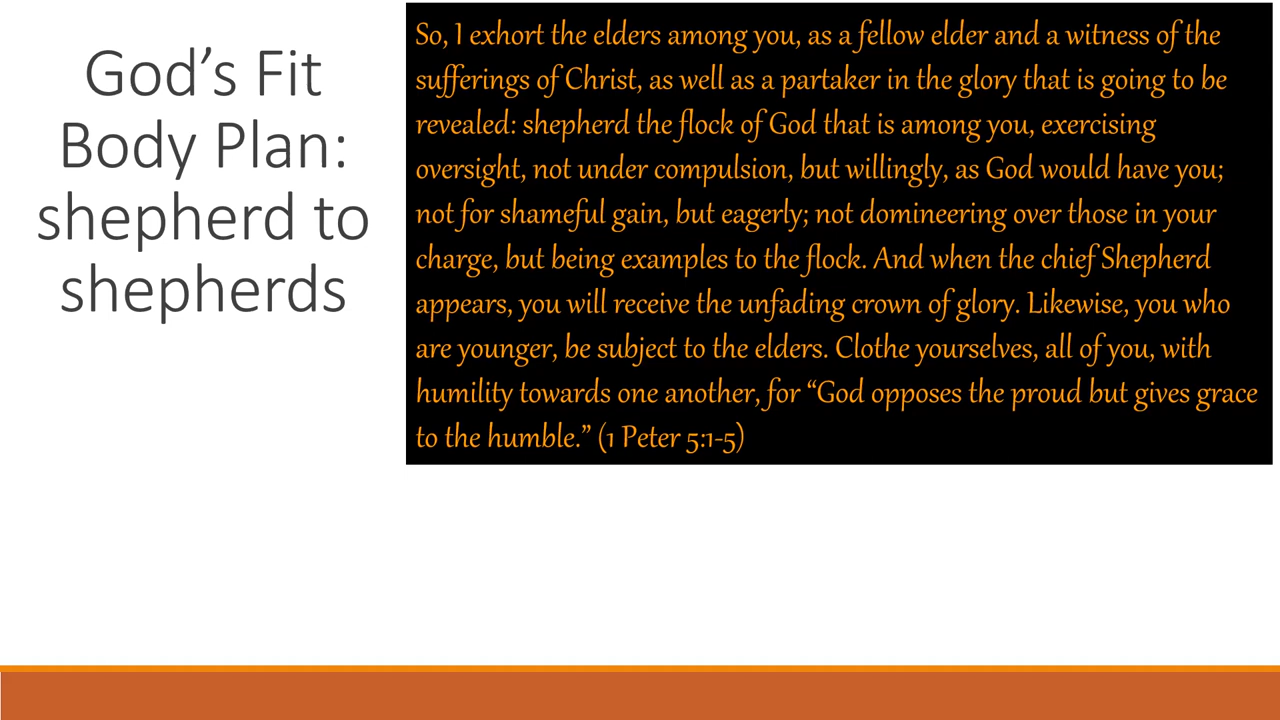 God’s Fit
Body Plan:
shepherd to
shepherds
So, I exhort the elders among you, as a fellow elder and a witness of the
sufferings of Christ, as well as a partaker in the glory that is going to be
revealed: shepherd the flock of God that is among you, exercising
oversight, not under compulsion, but willingly, as God would have you;
not for shameful gain, but eagerly; not domineering over those in your
charge, but being examples to the flock. And when the chief Shepherd
appears, you will receive the unfading crown of glory. Likewise, you who
are younger, be subject to the elders. Clothe yourselves, all of you, with
humility towards one another, for “God opposes the proud but gives grace
to the humble.” (1 Peter 5:1-5)